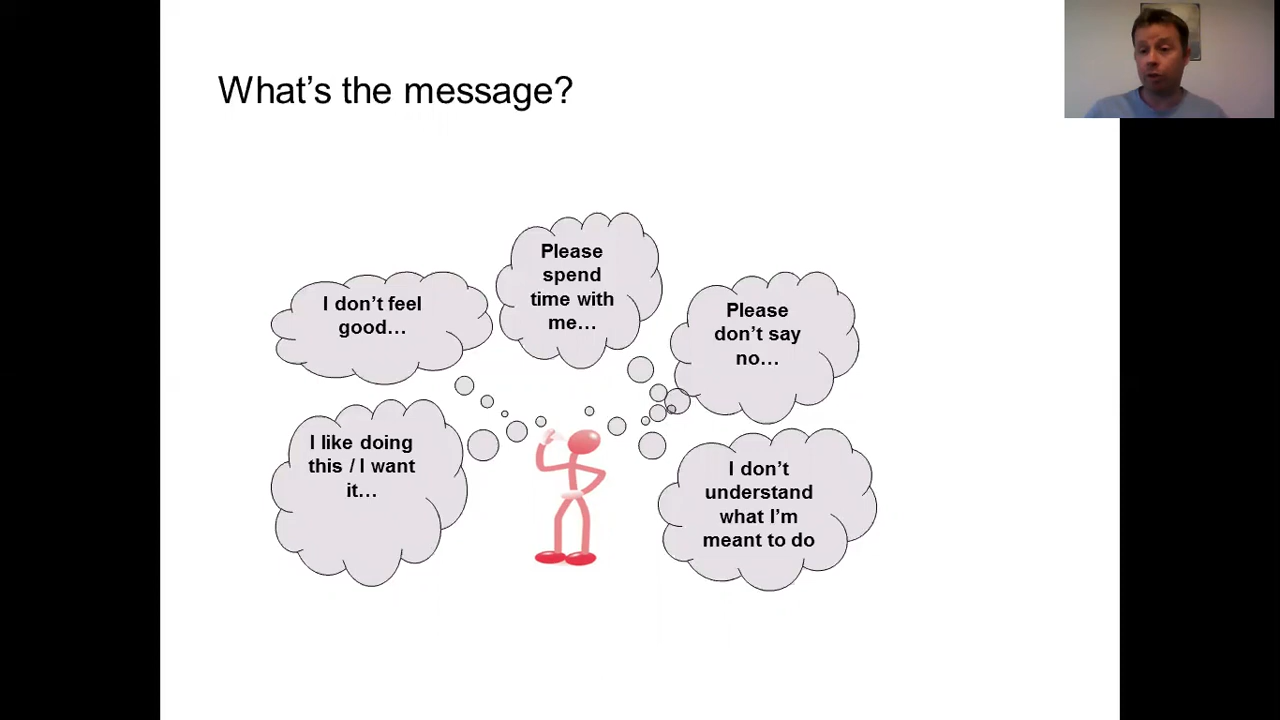 What’s the message?
Please
spend
time with
me…
I don’t feel
good…
Please
don’t say
no…
I like doing
this / I want
it…
I don’t
understand
what I’m
meant to do